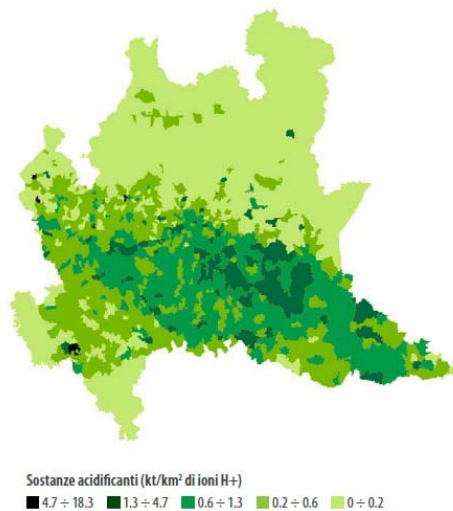 Sostanze acidificanti (kt/km² di ioni H+)
4.7 ÷ 18.3 1.3 ÷ 4.7 0.6 ÷ 1.3 0.2 ÷ 0.6 0 ÷ 0.2